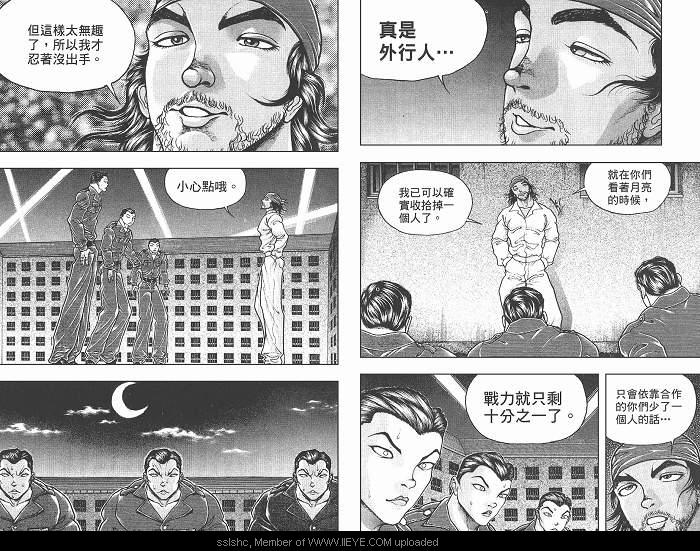 真是
外行人⋯
就在你們
看著月亮
的時候，
我已可以確
實收拾掉一
個人了。
只會依靠合作
的你們少了一
個人的話⋯
戰力就只剩
十分之一了。
但這樣太無趣
了，所以我才
忍著沒出手。
小心點哦。
sslshc, Member of WWW.IIEYE.COM uploaded